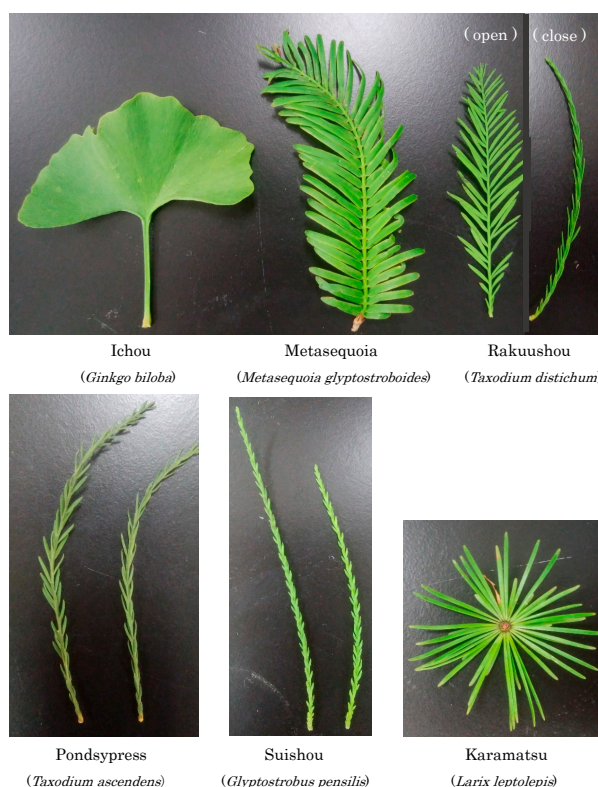 ( open ) ( close )
Ichou Metasequoia Rakuushou
(Ginkgo biloba) (Metasequoia glyptostroboides) (Taxodium distichum)
Pondsypress Suishou Karamatsu
(Taxodium ascendens) (Glyptostrobus pensilis) (Larix leptolepis)